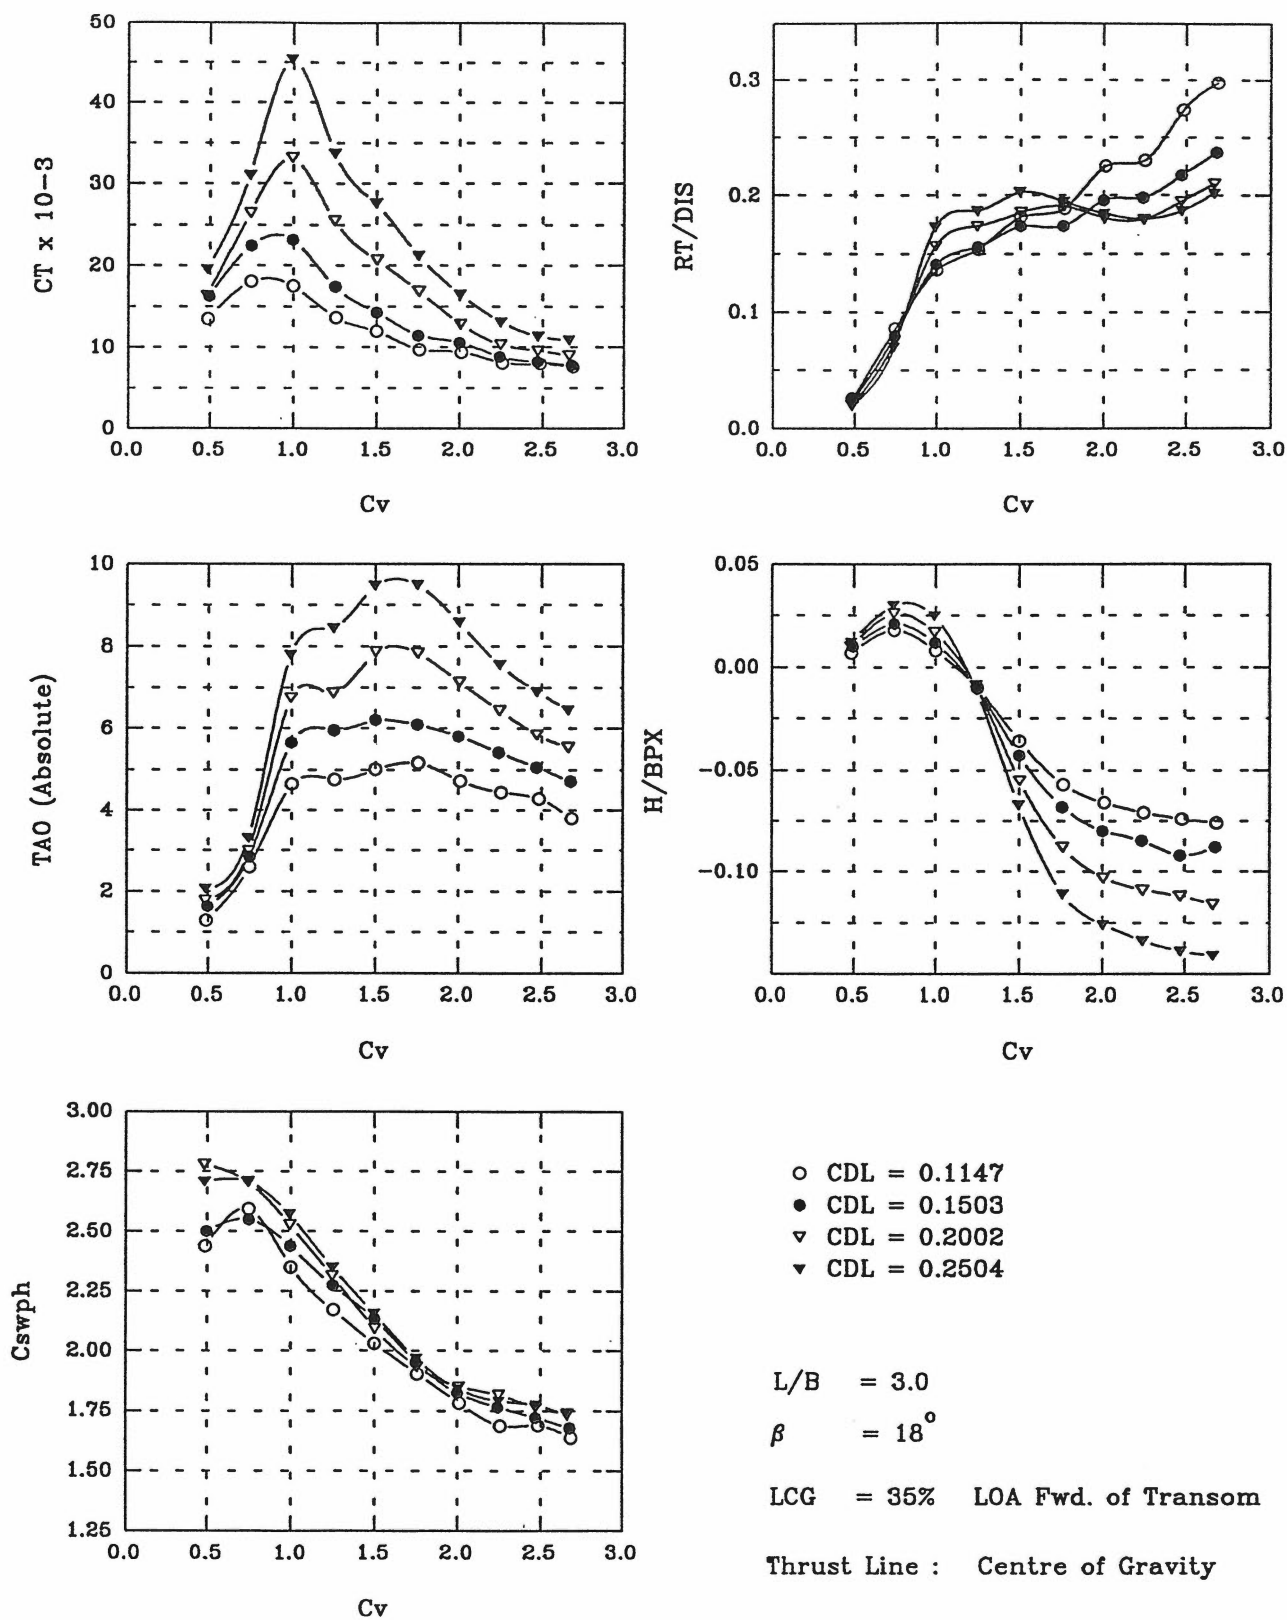 50
40
30
20
10
0
CT x 10-3
0.0 0.5 1.0 1.5 2.0 2.5 3.0
Cv
0.3
0.2
0.1
0.0
RT/DIS
0.0 0.5 1.0 1.5 2.0 2.5 3.0
Cv
10
8
6
4
2
0
TAO (Absolute)
0.0 0.5 1.0 1.5 2.0 2.5 3.0
Cv
0.05
0.00
-0.05
-0.10
H/BPX
0.0 0.5 1.0 1.5 2.0 2.5 3.0
Cv
3.00
2.75
2.50
2.25
2.00
1.75
1.50
1.25
Cswph
0.0 0.5 1.0 1.5 2.0 2.5 3.0
Cv
CDL = 0.1147
CDL = 0.1503
CDL = 0.2002
CDL = 0.2504
L/B = 3.0
β = 18°
LCG = 35% LOA Fwd. of Transom
Thrust Line : Centre of Gravity